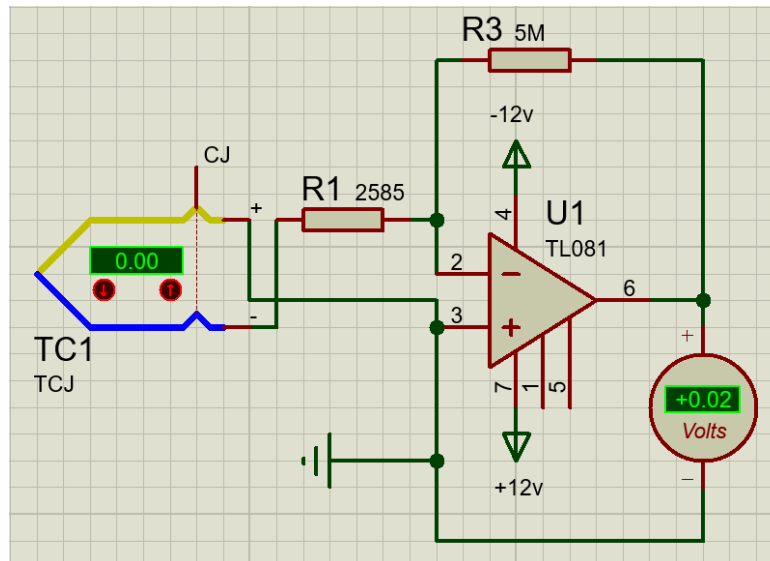 R3 5M
-12v
CJ
R1 2585
4
U1
TL081
+
0.00
2
−
6
-
3
+
TC1
TCJ
7
1
5
+
+0.02
Volts
−
+12v